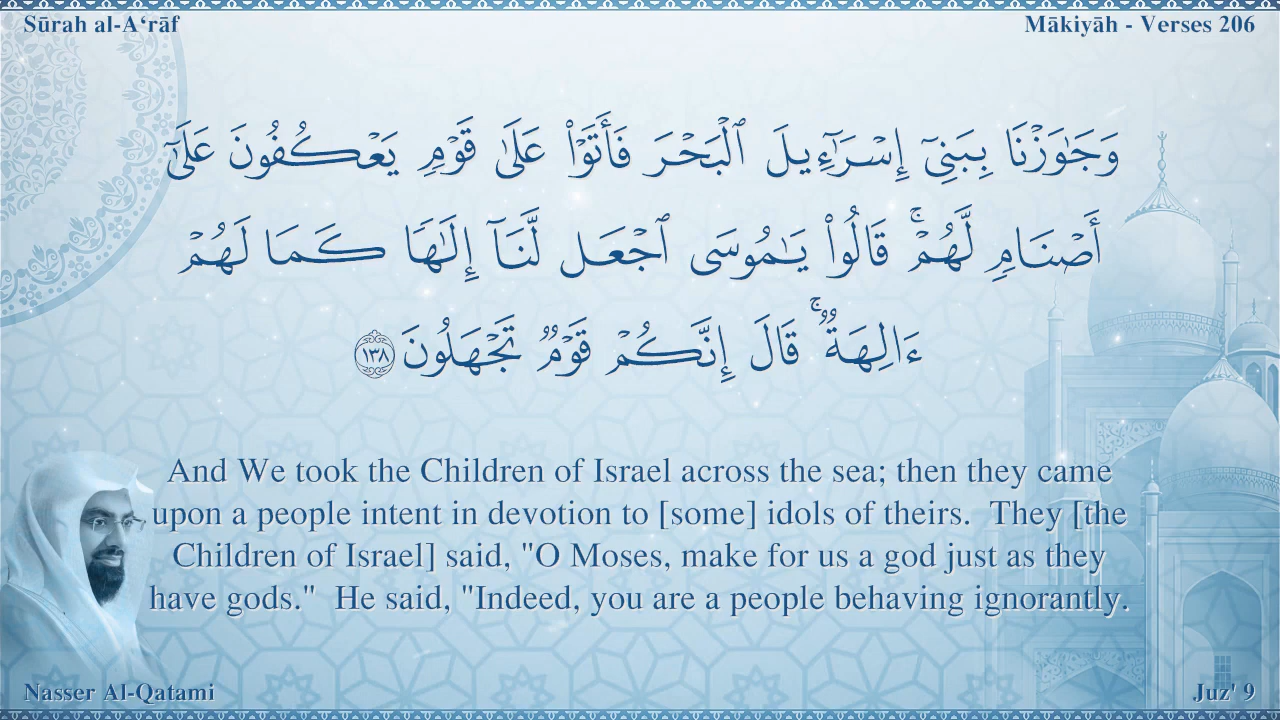 Sūrah al-Aʻrāf
Mākiyāh - Verses 206
وَجَٰوَزْنَا بِبَنِىٓ إِسْرَٰٓءِيلَ ٱلْبَحْرَ فَأَتَوْا۟ عَلَىٰ قَوْمٍ يَعْكُفُونَ عَلَىٰٓ
أَصْنَامٍ لَّهُمْ ۚ قَالُوا۟ يَٰمُوسَى ٱجْعَل لَّنَآ إِلَٰهًا كَمَا لَهُمْ
ءَالِهَةٌ ۚ قَالَ إِنَّكُمْ قَوْمٌ تَجْهَلُونَ ١٣٨
And We took the Children of Israel across the sea; then they came
upon a people intent in devotion to [some] idols of theirs.  They [the
Children of Israel] said, "O Moses, make for us a god just as they
have gods."  He said, "Indeed, you are a people behaving ignorantly.
Nasser Al-Qatami
Juz' 9